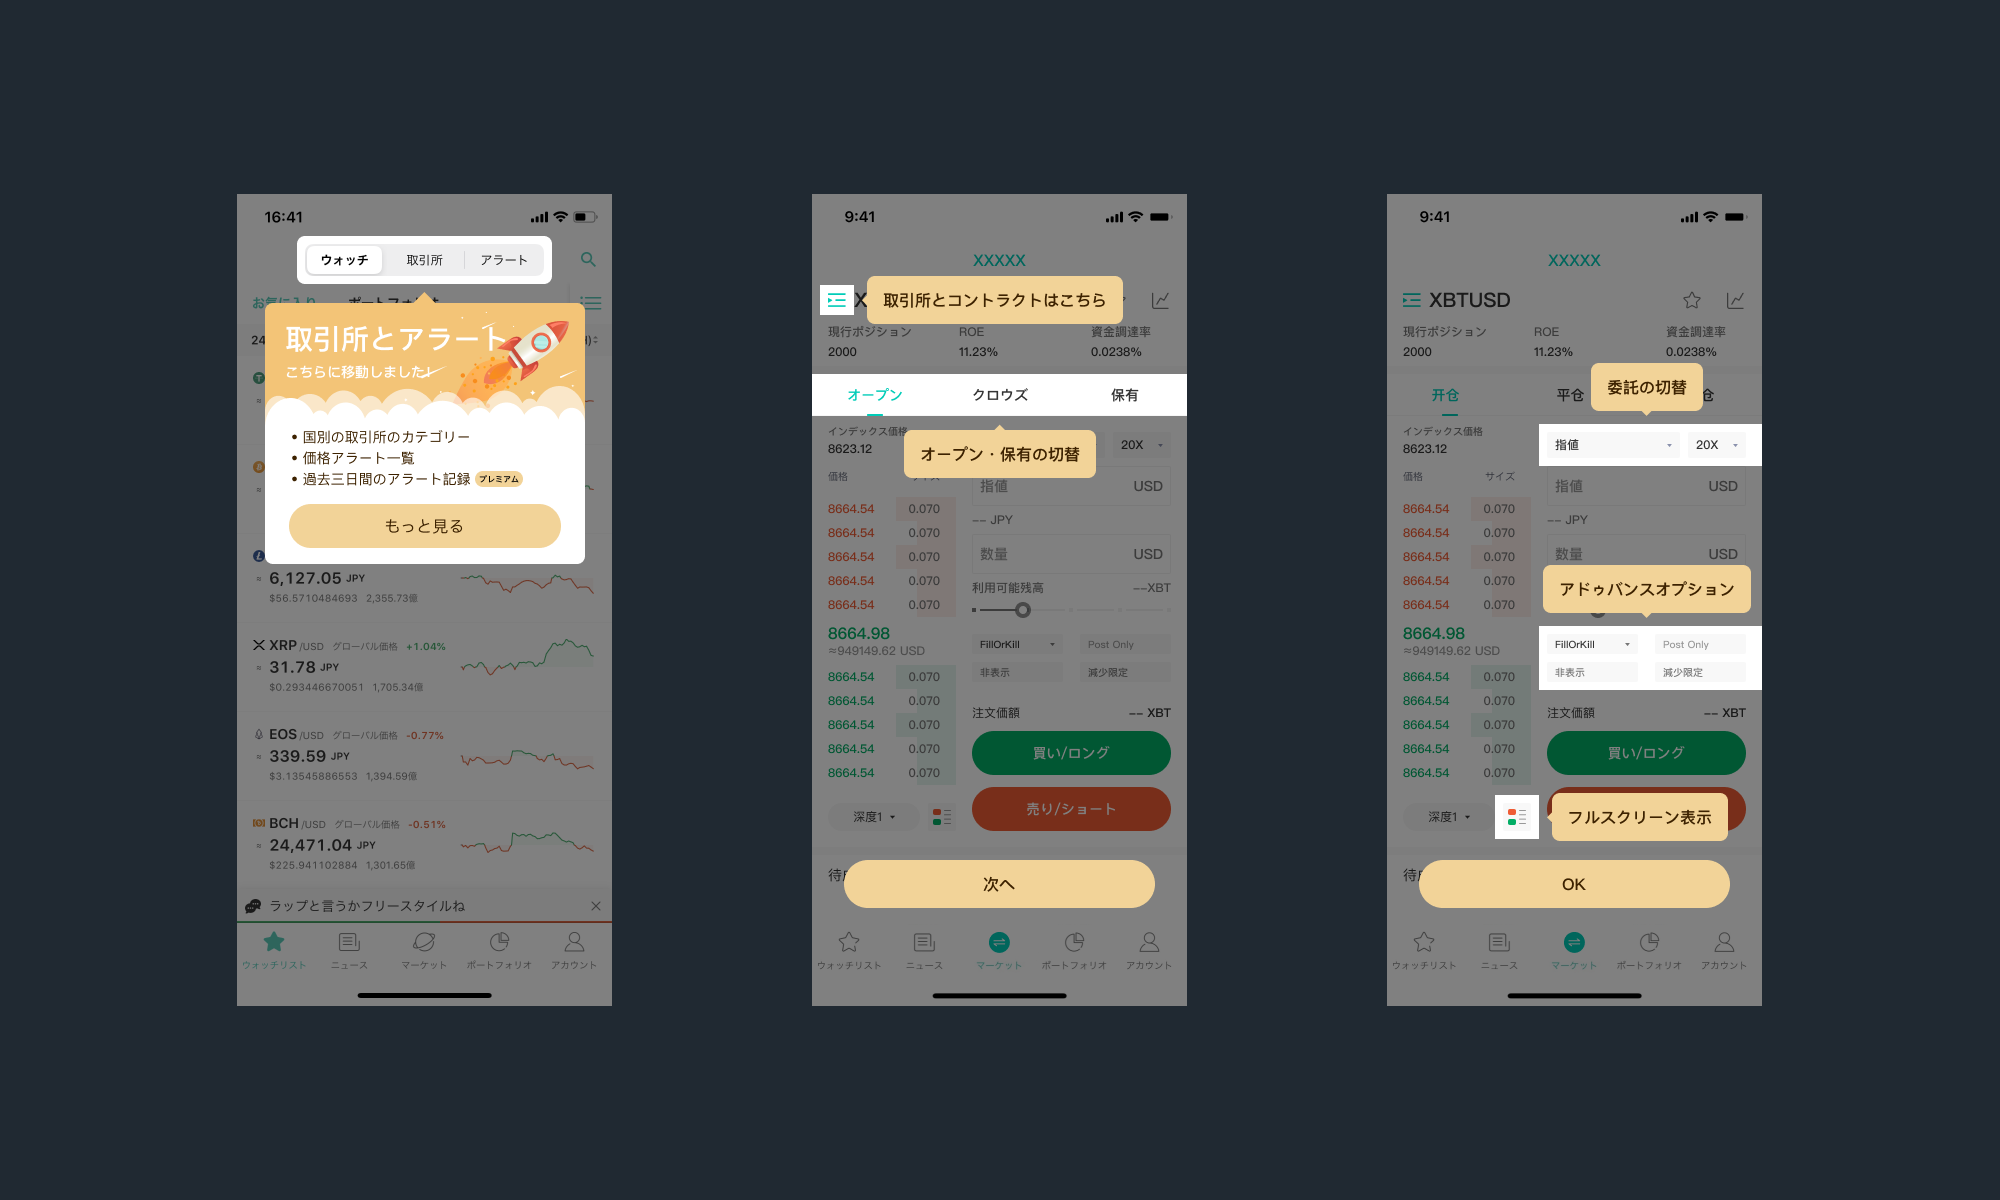 16:41
ウォッチ 取引所 アラート
お気に入り ポートフォリオ
24
取引所とアラート
こちらに移動しました!
• 国別の取引所のカテゴリー
• 価格アラート一覧
• 過去三日間のアラート記録 プレミアム
もっと見る
≈ 6,127.05 JPY
$56.5710484693 2,355.73億
XRP /USD グローバル価格 +1.04%
≈ 31.78 JPY
$0.293446670051 1,705.34億
EOS /USD グローバル価格 -0.77%
≈ 339.59 JPY
$3.13545886553 1,394.59億
BCH /USD グローバル価格 -0.51%
≈ 24,471.04 JPY
$225.941102884 1,301.65億
ラップと言うかフリースタイルね
ウォッチリスト ニュース マーケット ポートフォリオ アカウント
9:41
XXXXX
X
取引所とコントラクトはこちら
現行ポジション ROE 資金調達率
2000 11.23% 0.0238%
オープン クロウズ 保有
インデックス価格
8623.12
20X
オープン・保有の切替
価格 サイズ
指値 USD
8664.54 0.070
-- JPY
8664.54 0.070
数量 USD
8664.54 0.070
8664.54 0.070
利用可能残高 --XBT
8664.54 0.070
8664.98
≈949149.62 USD
FillOrKill Post Only
非表示 減少限定
8664.54 0.070
8664.54 0.070
8664.54 0.070
8664.54 0.070
8664.54 0.070
注文価額 -- XBT
買い/ロング
売り/ショート
深度1
待
次へ
ウォッチリスト ニュース マーケット ポートフォリオ アカウント
9:41
XXXXX
XBTUSD
現行ポジション ROE 資金調達率
2000 11.23% 0.0238%
委託の切替
开仓 平仓 仓
インデックス価格
8623.12
指値 20X
価格 サイズ
指値 USD
8664.54 0.070
-- JPY
8664.54 0.070
数量 USD
8664.54 0.070
8664.54 0.070
8664.54 0.070
アドゥバンスオプション
8664.98
≈949149.62 USD
FillOrKill Post Only
非表示 減少限定
8664.54 0.070
8664.54 0.070
8664.54 0.070
8664.54 0.070
8664.54 0.070
注文価額 -- XBT
買い/ロング
深度1
フルスクリーン表示
待
OK
ウォッチリスト ニュース マーケット ポートフォリオ アカウント